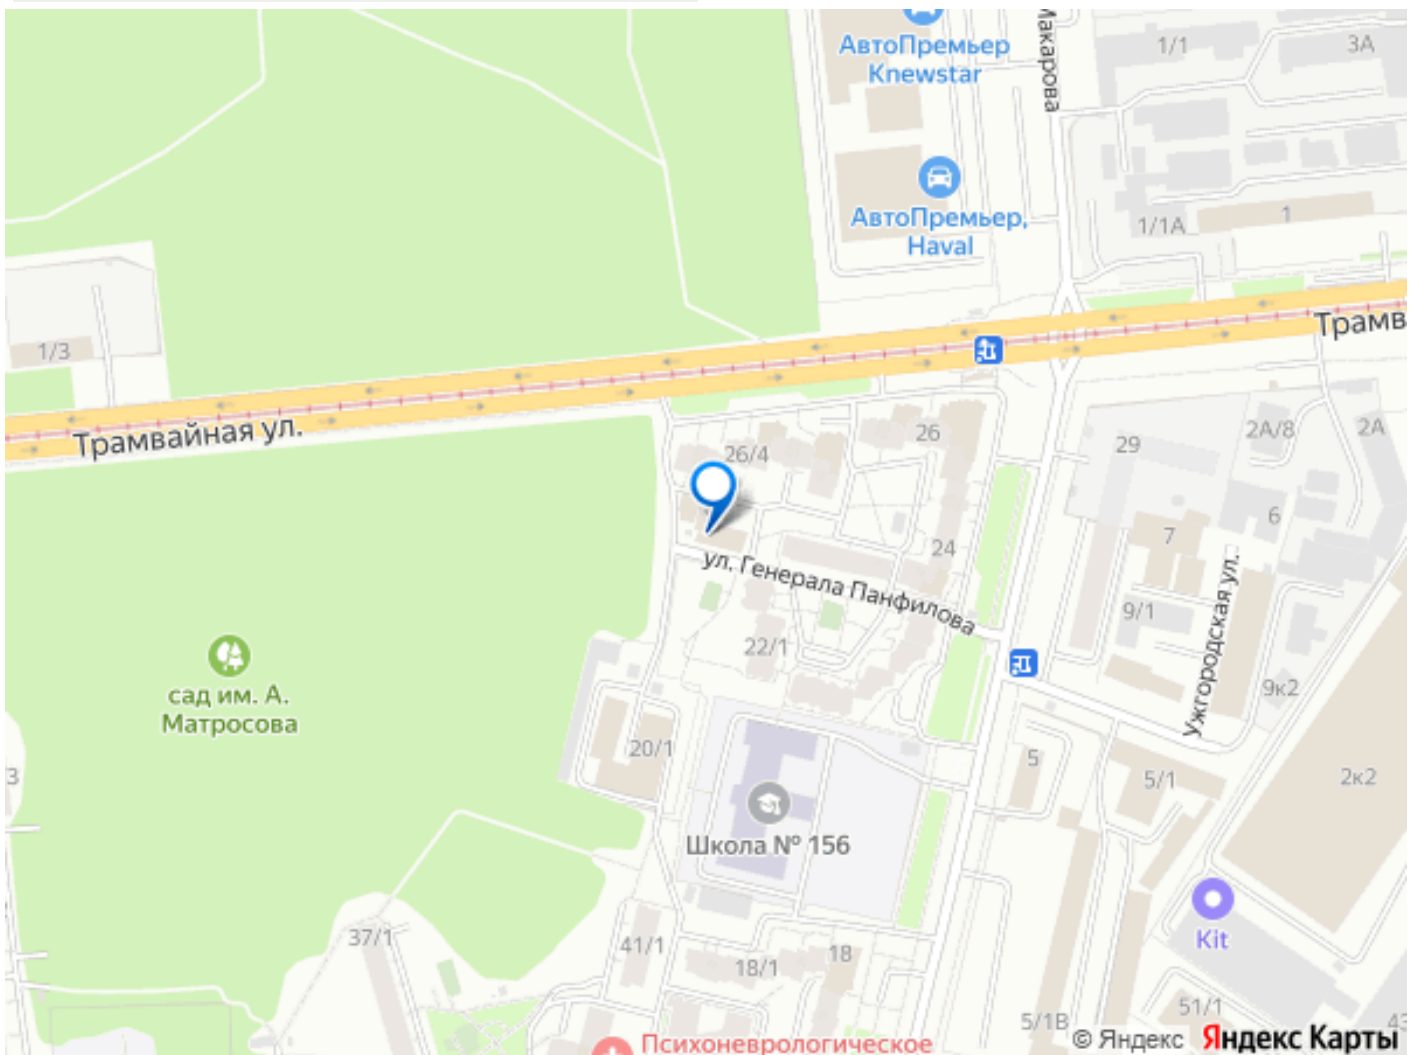 АвтоПремьер
Knewstar
Макарова
1/1
3А
АвтоПремьер,
Haval
1/1А
1
1/3
Трамвайная ул.
Трамв
26/4
26
29
2А/8
2А
24
7
6
ул. Генерала Панфилова
9/1
Ужгородская ул.
22/1
9к2
сад им. А.
Матросова
20/1
3
5
5/1
2к2
Школа № 156
Kit
37/1
41/1
18/1
18
51/1
5/1В
43
Психоневрологическое
© Яндекс Яндекс Карты